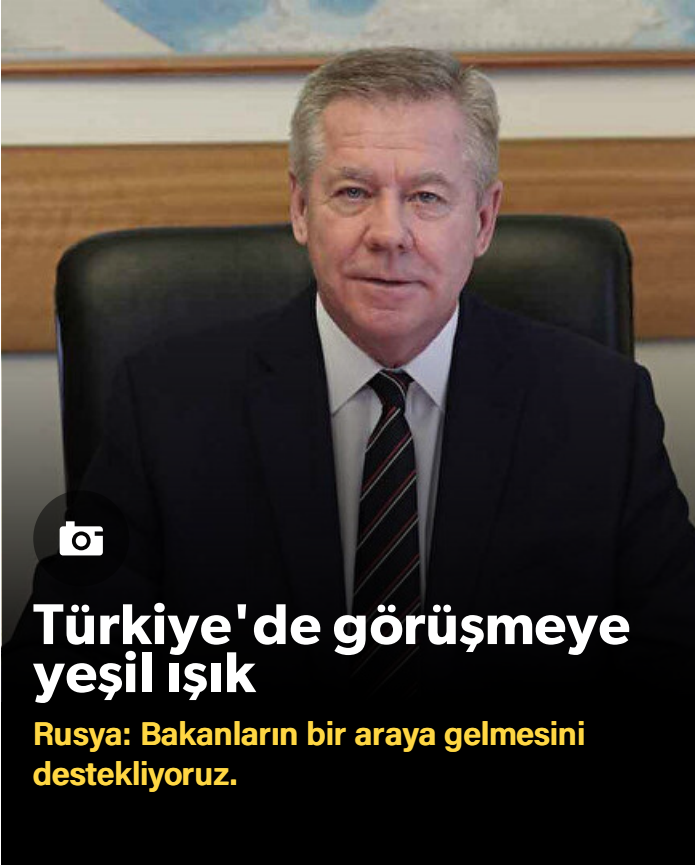 Türkiye'de görüşmeye
yeşil ışık
Rusya: Bakanların bir araya gelmesini
destekliyoruz.